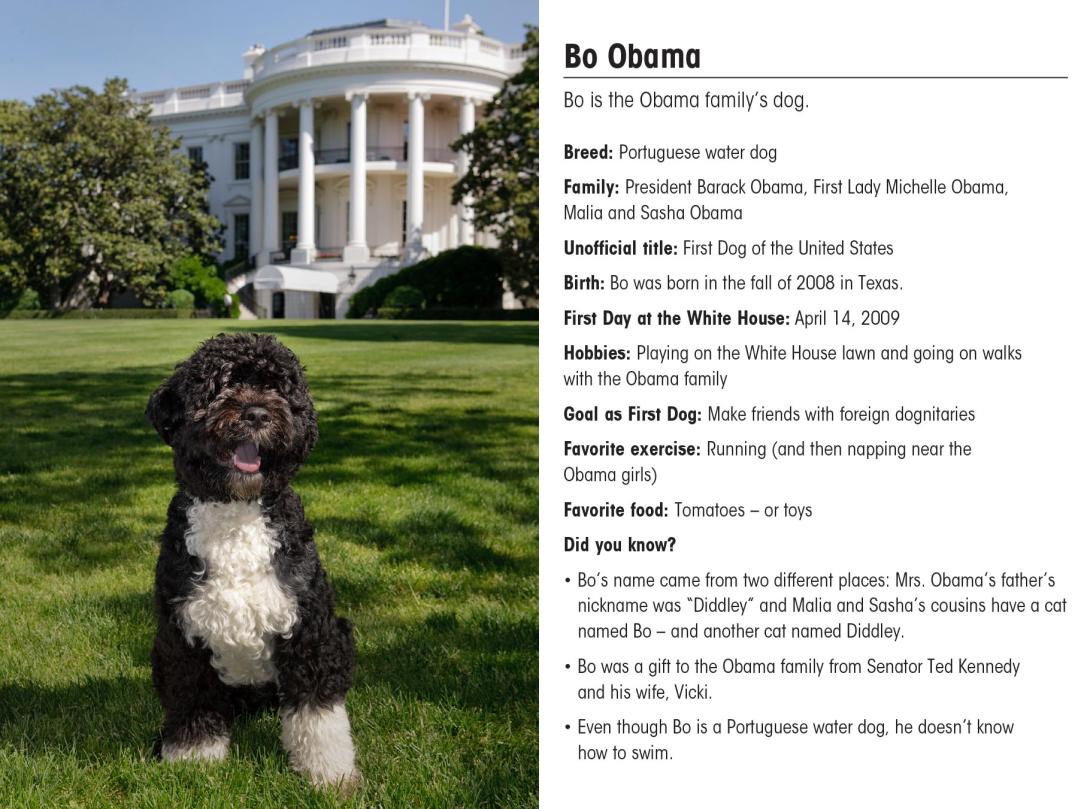 Bo Obama
Bo is the Obama family's dog.
Breed: Portuguese water dog
Family: President Barack Obama, First Lady Michelle Obama,
Malia and Sasha Obama
Unofficial title: First Dog of the United States
Birth: Bo was born in the fall of 2008 in Texas.
First Day at the White House: April 14, 2009
Hobbies: Playing on the White House lawn and going on walks
with the Obama family
Goal as First Dog: Make friends with foreign dognitaries
Favorite exercise: Running (and then napping near the
Obama girls)
Favorite food: Tomatoes – or toys
Did you know?
• Bo's name came from two different places: Mrs. Obama's father's
nickname was "Diddley" and Malia and Sasha's cousins have a cat
named Bo – and another cat named Diddley.
• Bo was a gift to the Obama family from Senator Ted Kennedy
and his wife, Vicki.
• Even though Bo is a Portuguese water dog, he doesn't know
how to swim.